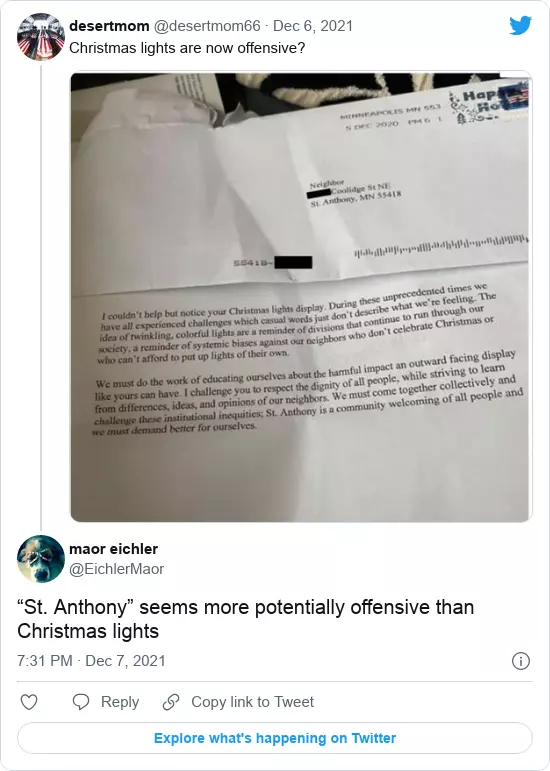 desertmom @desertmom66 · Dec 6, 2021
Christmas lights are now offensive?
MINNEAPOLIS MN 553
5 DEC 2020 PM 6 1
Neighbor
Coolidge St NE
St. Anthony, MN 55418
55418-
I couldn't help but notice your Christmas lights display. During these unprecedented times we
have all experienced challenges which casual words just don't describe what we're feeling. The
idea of twinkling, colorful lights are a reminder of divisions that continue to run through our
society, a reminder of systemic biases against our neighbors who don't celebrate Christmas or
who can't afford to put up lights of their own.
We must do the work of educating ourselves about the harmful impact an outward facing display
like yours can have. I challenge you to respect the dignity of all people, while striving to learn
from differences, ideas, and opinions of our neighbors. We must come together collectively and
challenge these institutional inequities; St. Anthony is a community welcoming of all people and
we must demand better for ourselves.
maor eichler
@EichlerMaor
“St. Anthony” seems more potentially offensive than
Christmas lights
7:31 PM · Dec 7, 2021
Reply
Copy link to Tweet
Explore what's happening on Twitter